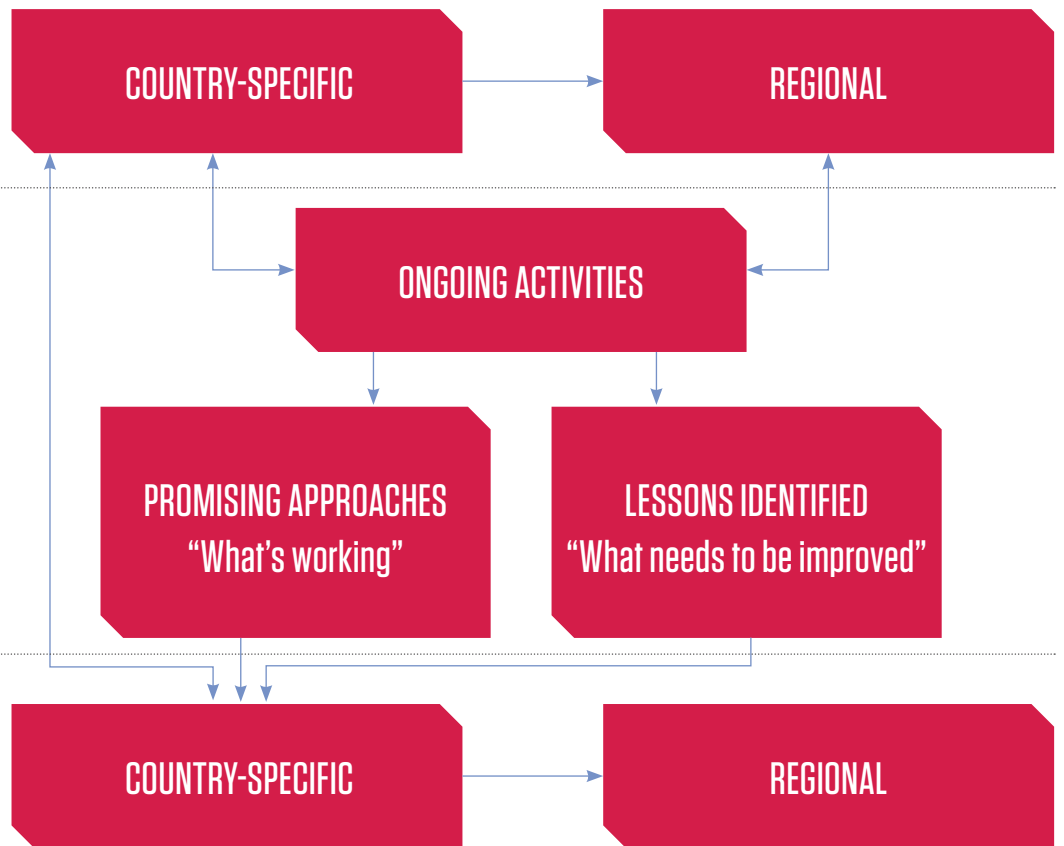 COUNTRY-SPECIFIC
REGIONAL
ONGOING ACTIVITIES
PROMISING APPROACHES
“What’s working”
LESSONS IDENTIFIED
“What needs to be improved”
COUNTRY-SPECIFIC
REGIONAL